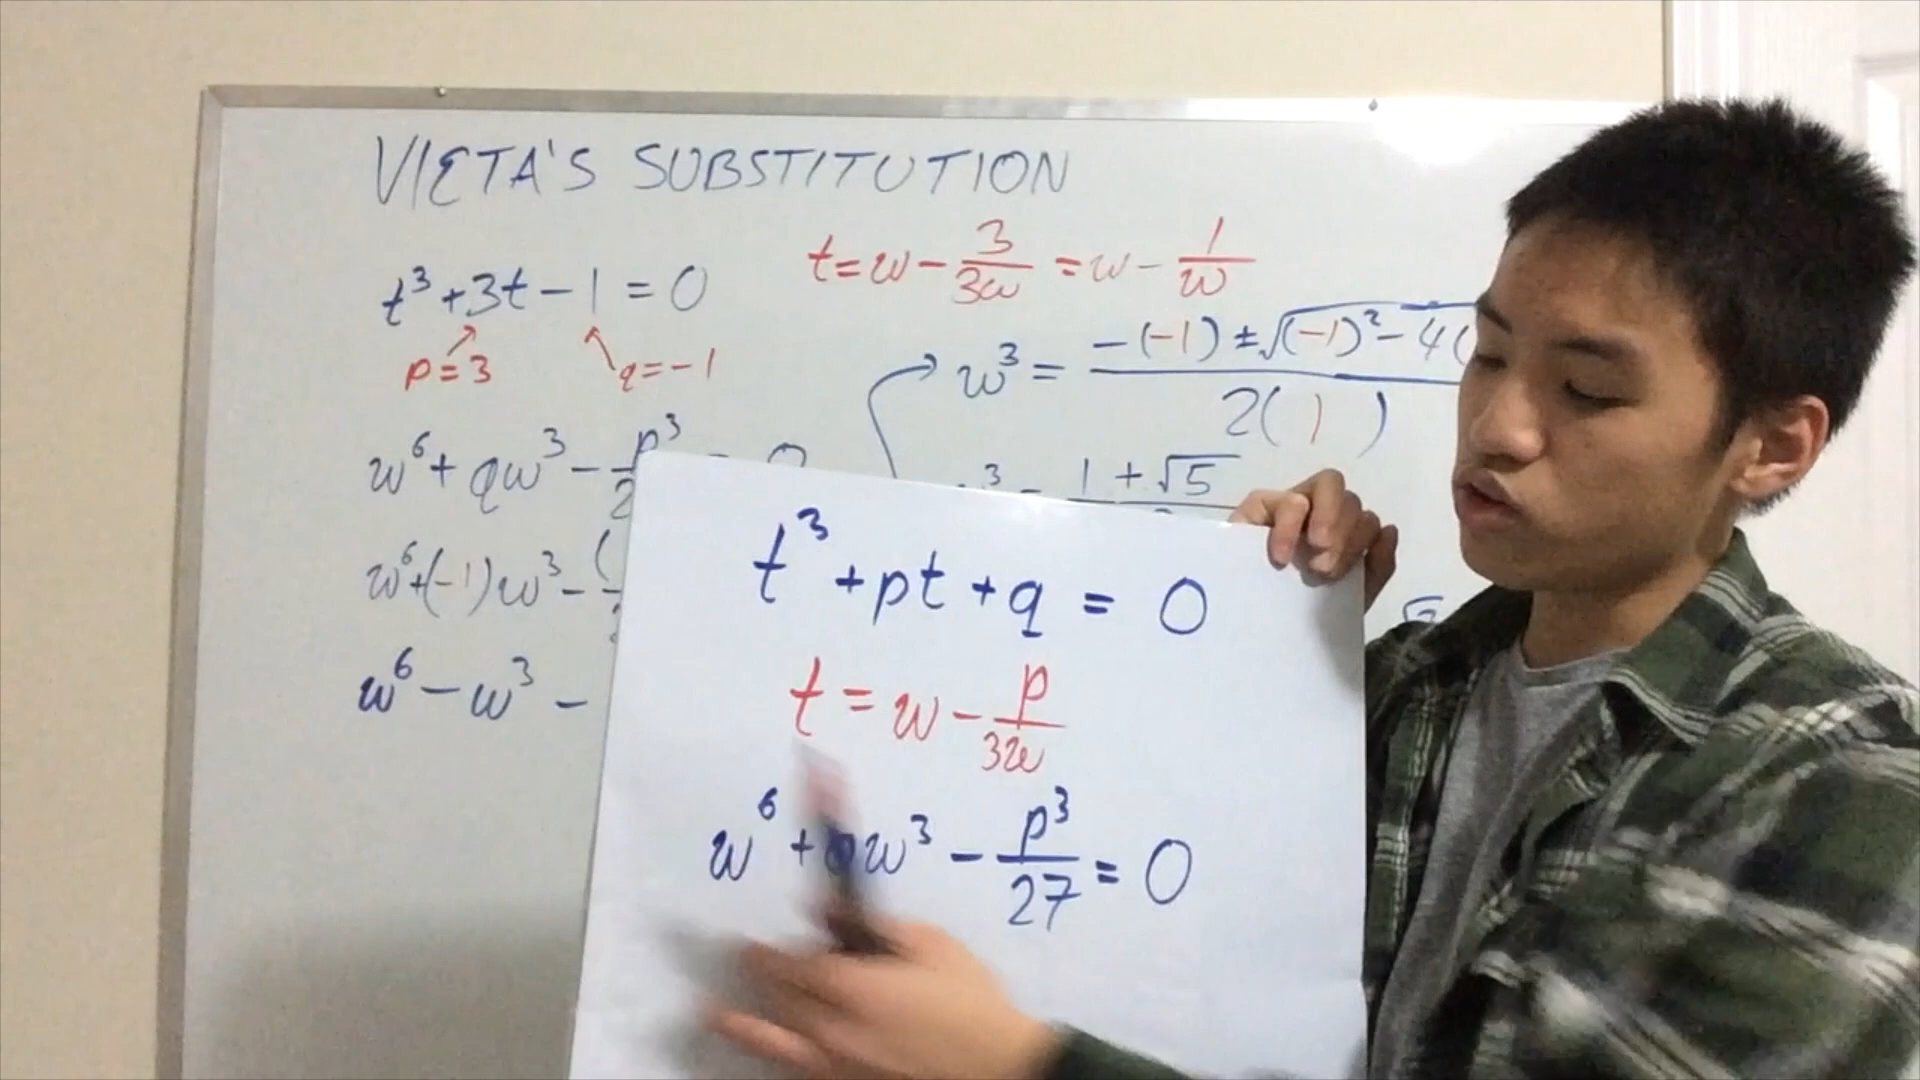 VIETA'S SUBSTITUTION
t³+3t-1=0
p=3
q=-1
t=w-3/3w=w-1/w
w³=-(-1)±√(-1)²-4(/2(1)
w⁶+qw³-p³
w⁶+(-1)w³-(
w⁶-w³-
³ 1+√5
t³+pt+q=0
t=w-p/3w
w⁶+qw³-p³/27=0